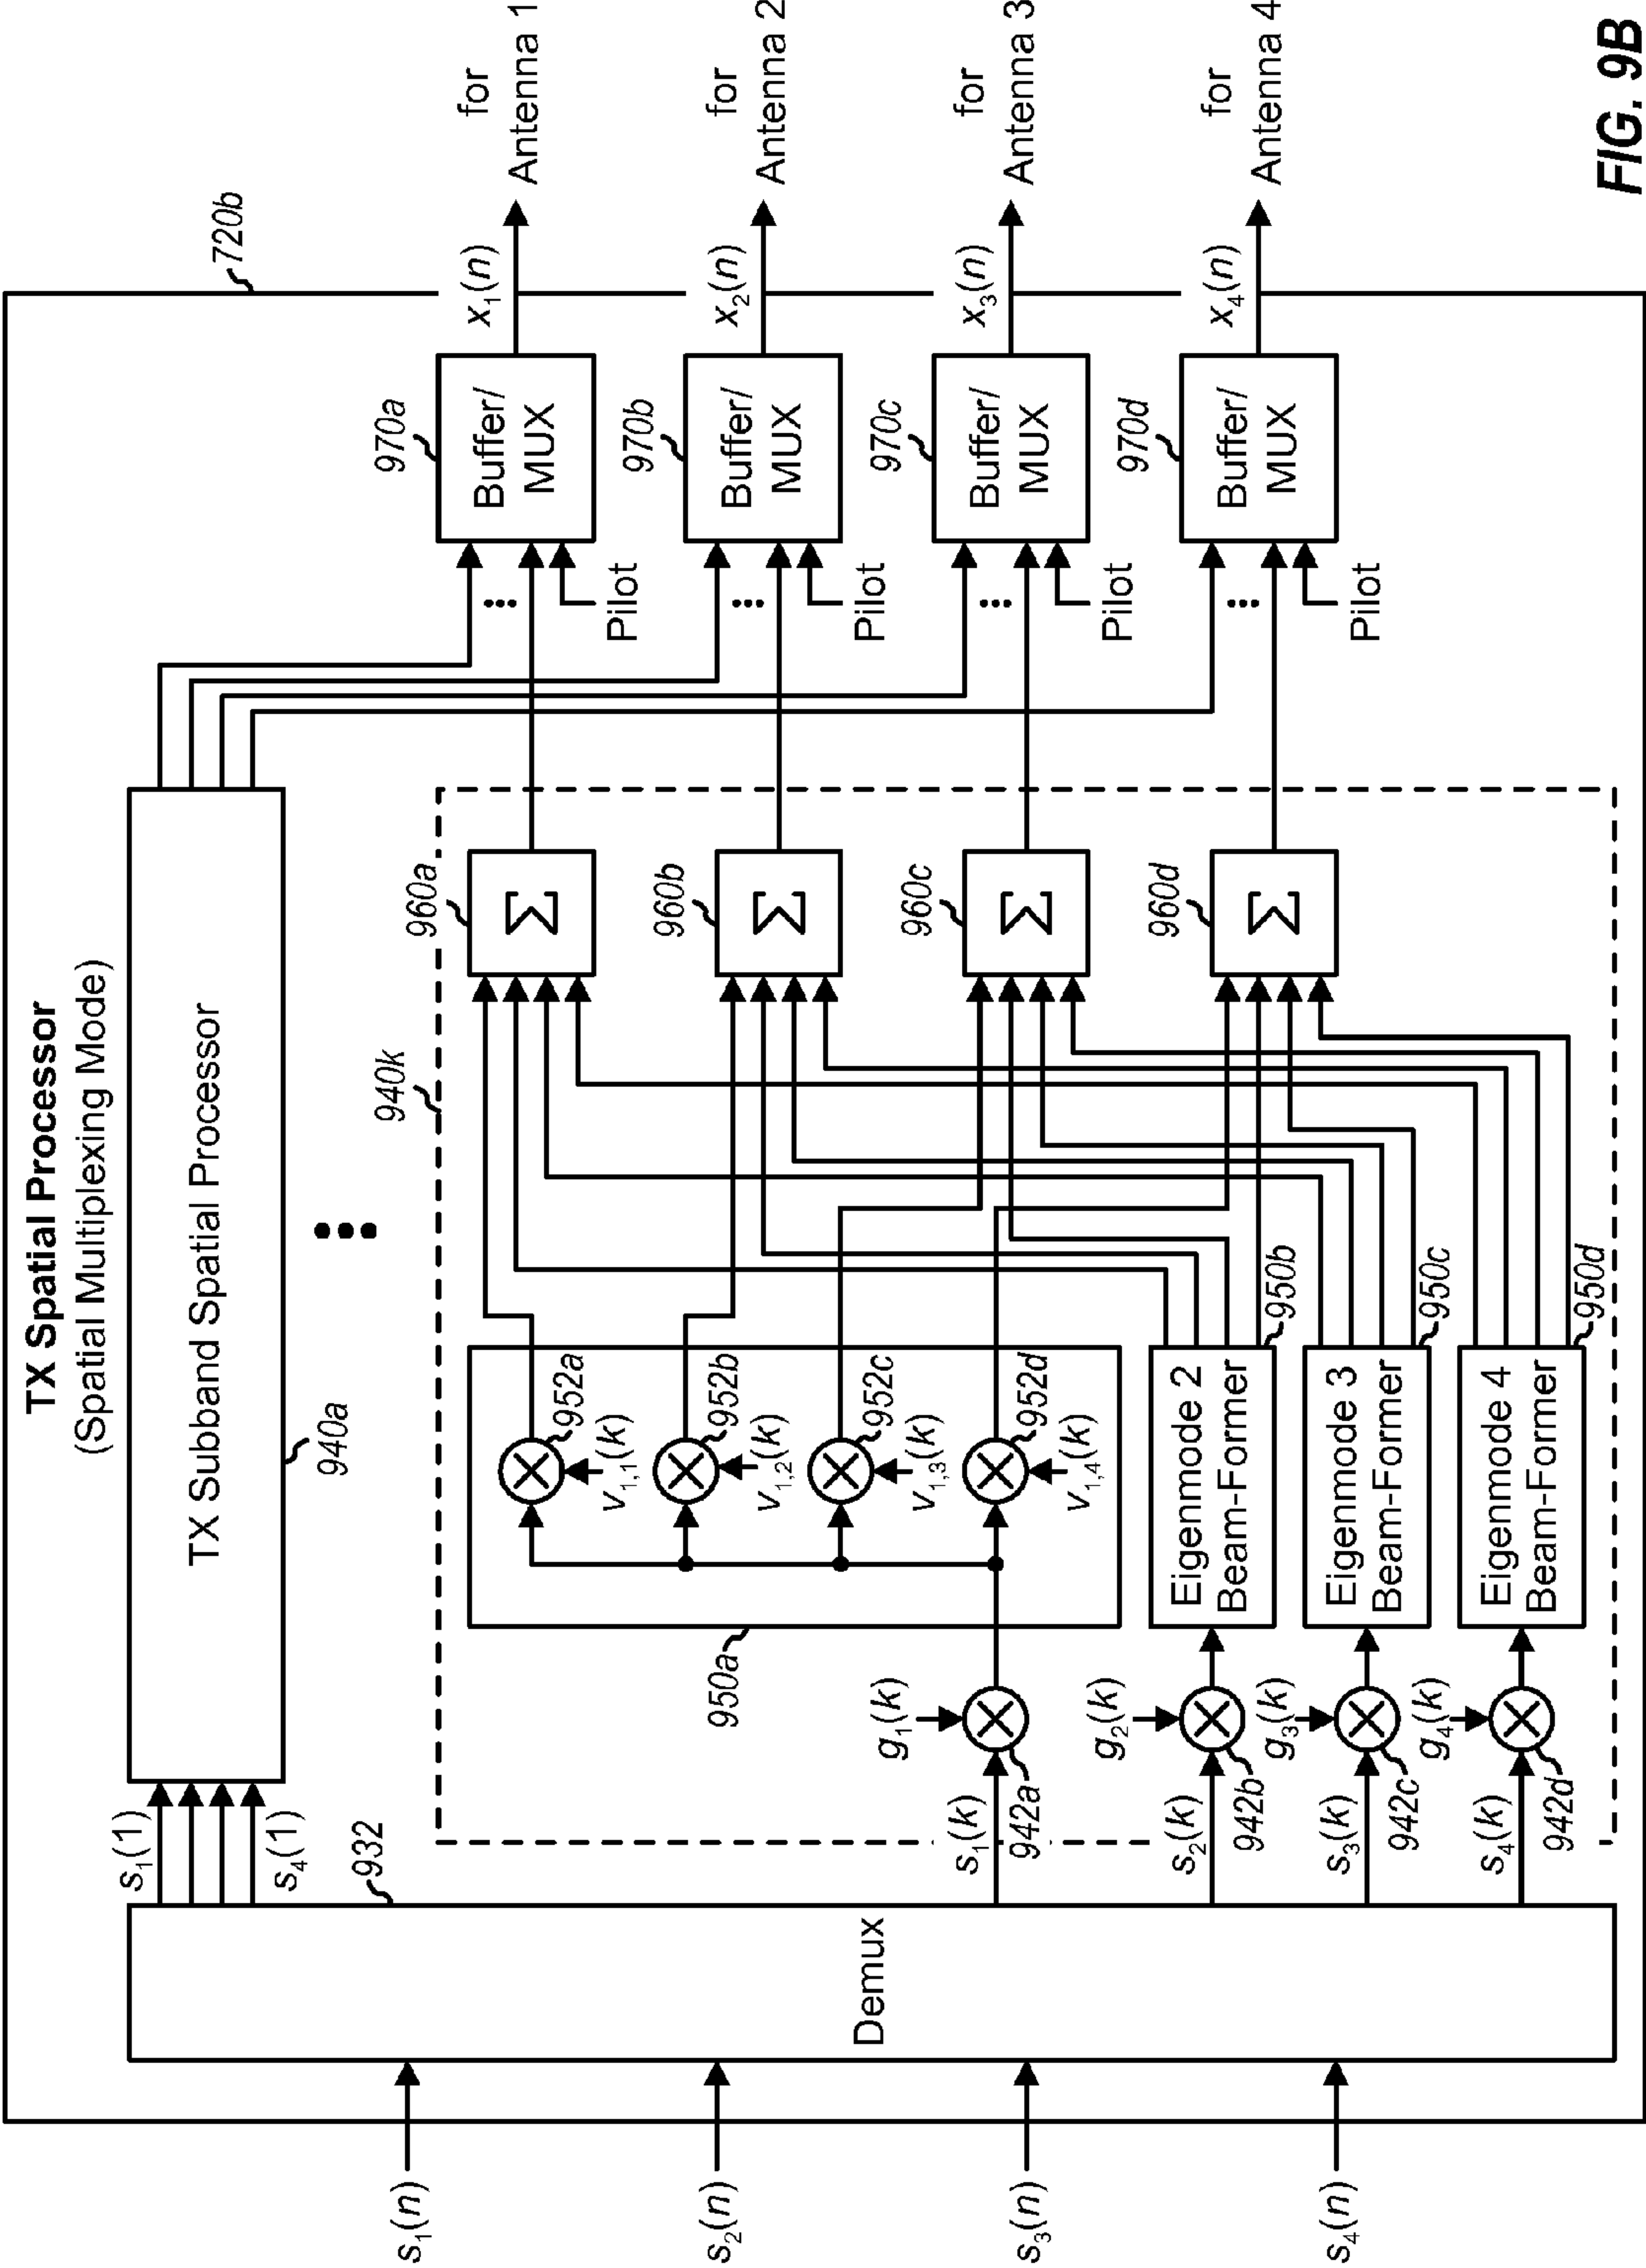 TX Spatial Processor
(Spatial Multiplexing Mode)
720b
s₁(n)
s₂(n)
s₃(n)
s₄(n)
Demux
932
s₁(1)
s₄(1)
TX Subband Spatial Processor
940a
940k
s₁(k)
g₁(k)
942a
s₂(k)
g₂(k)
942b
s₃(k)
g₃(k)
942c
s₄(k)
g₄(k)
942d
950a
952a
v₁,₁(k)
952b
v₁,₂(k)
952c
v₁,₃(k)
952d
v₁,₄(k)
Eigenmode 2
Beam-Former
950b
Eigenmode 3
Beam-Former
950c
Eigenmode 4
Beam-Former
950d
960a
Σ
960b
Σ
960c
Σ
960d
Σ
970a
Buffer/
MUX
Pilot
x₁(n)
for
Antenna 1
970b
Buffer/
MUX
Pilot
x₂(n)
for
Antenna 2
970c
Buffer/
MUX
Pilot
x₃(n)
for
Antenna 3
970d
Buffer/
MUX
Pilot
x₄(n)
for
Antenna 4
FIG. 9B